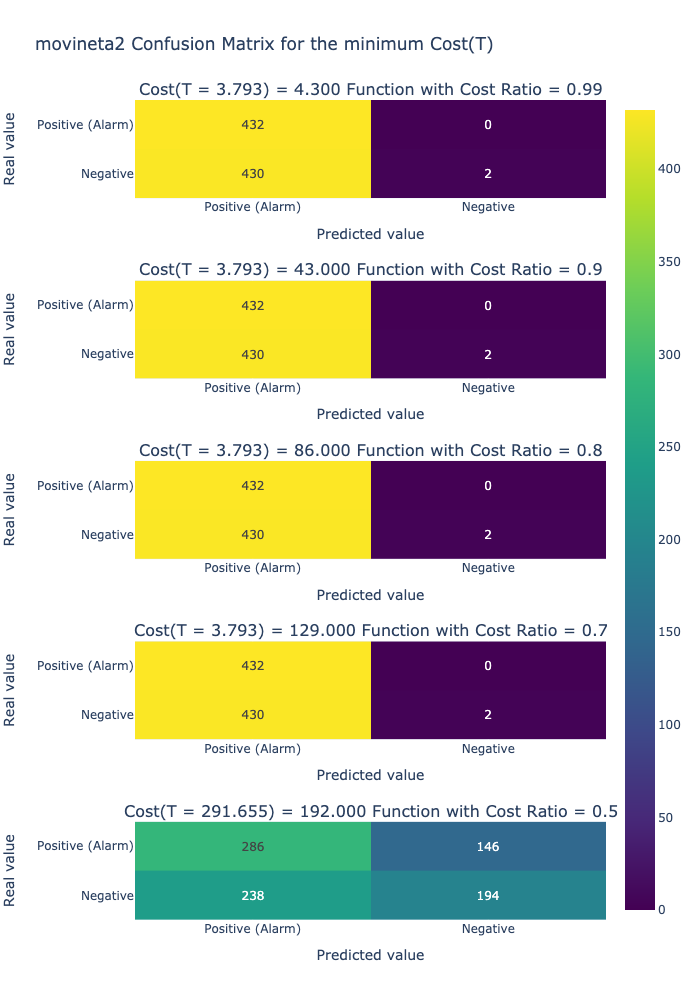 movineta2 Confusion Matrix for the minimum Cost(T)
Cost(T = 3.793) = 4.300 Function with Cost Ratio = 0.99
Real value
Positive (Alarm) 432 0
Negative 430 2
Positive (Alarm) Negative
Predicted value
Cost(T = 3.793) = 43.000 Function with Cost Ratio = 0.9
Real value
Positive (Alarm) 432 0
Negative 430 2
Positive (Alarm) Negative
Predicted value
Cost(T = 3.793) = 86.000 Function with Cost Ratio = 0.8
Real value
Positive (Alarm) 432 0
Negative 430 2
Positive (Alarm) Negative
Predicted value
Cost(T = 3.793) = 129.000 Function with Cost Ratio = 0.7
Real value
Positive (Alarm) 432 0
Negative 430 2
Positive (Alarm) Negative
Predicted value
Cost(T = 291.655) = 192.000 Function with Cost Ratio = 0.5
Real value
Positive (Alarm) 286 146
Negative 238 194
Positive (Alarm) Negative
Predicted value
400
350
300
250
200
150
100
50
0